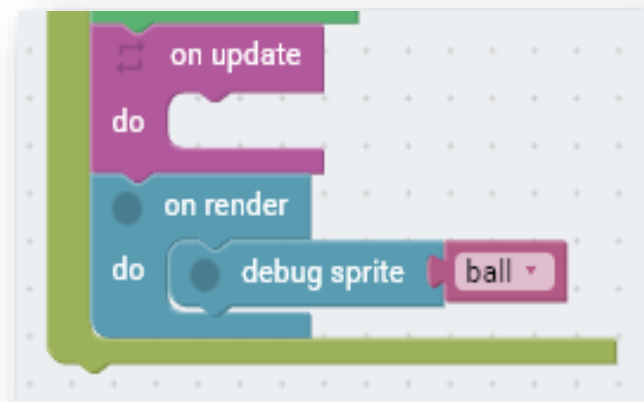 on update
do
on render
do debug sprite ball